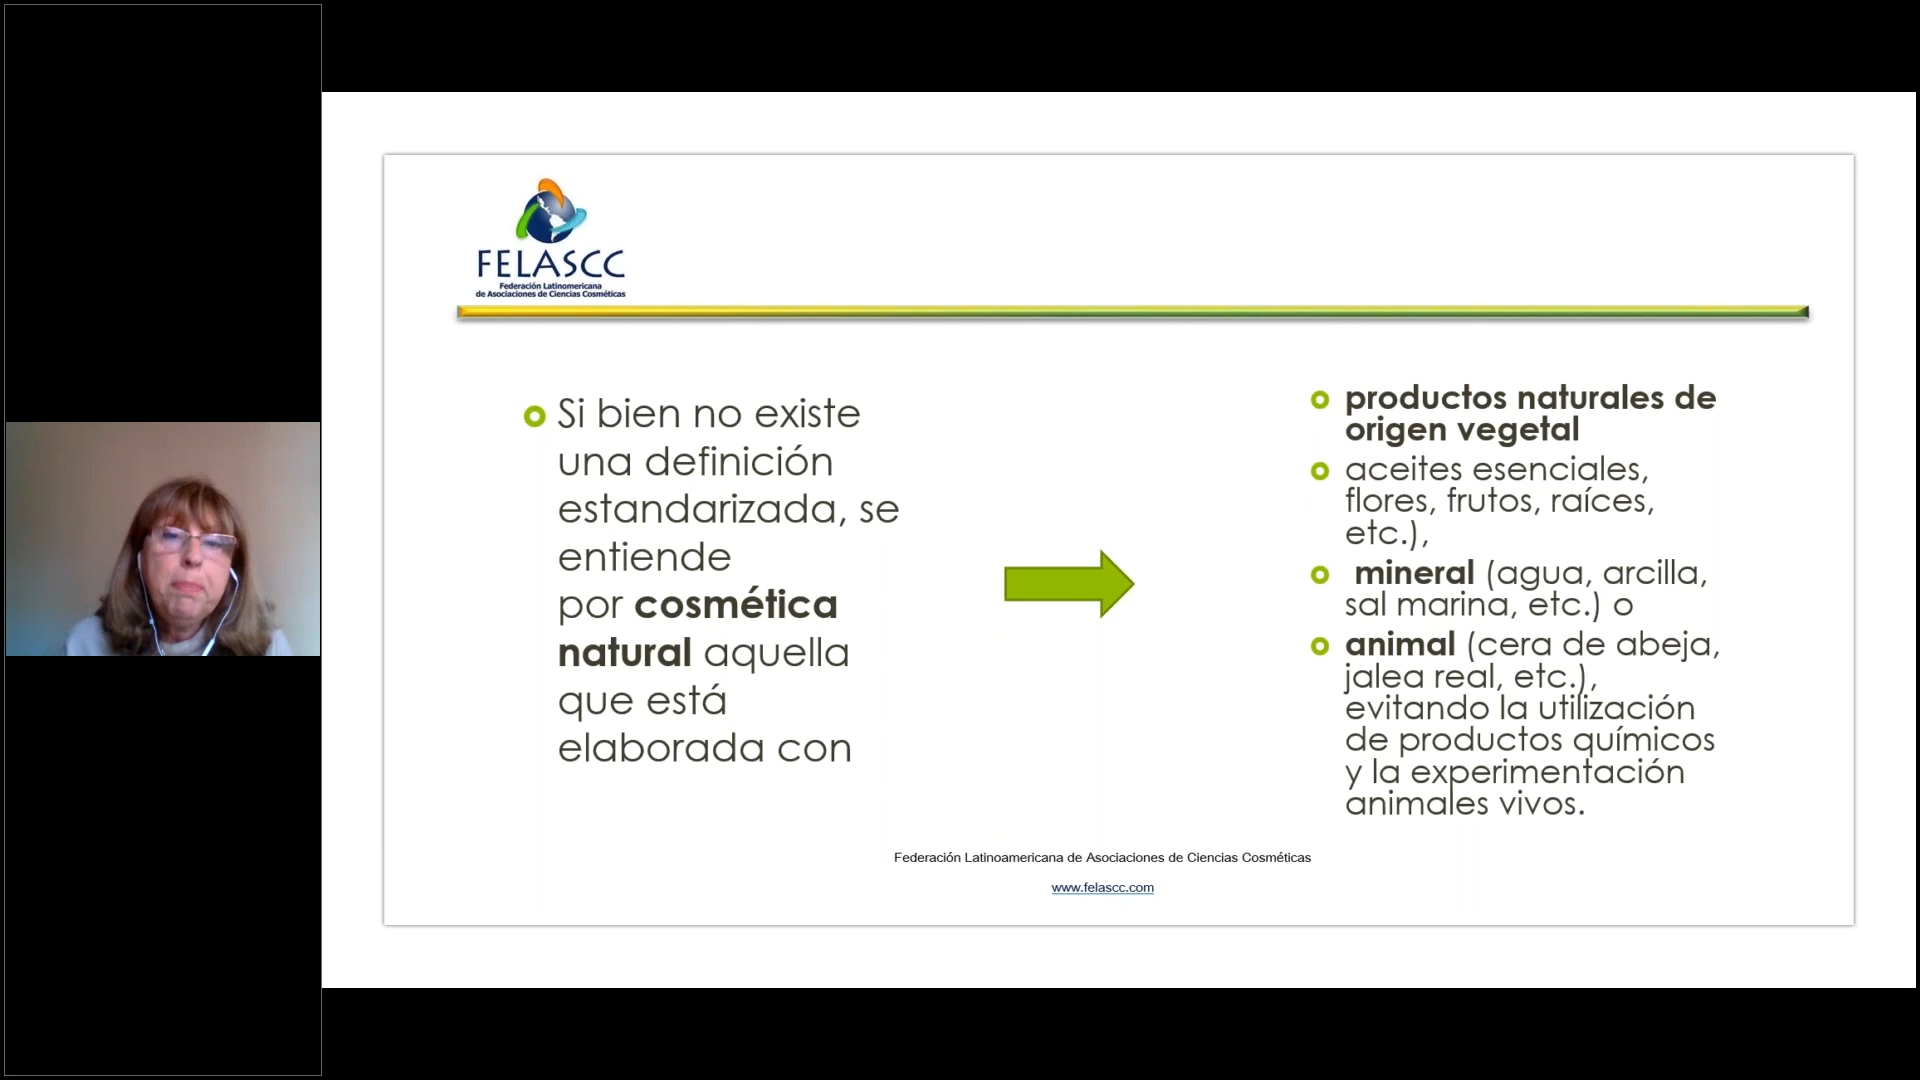 FELASCC
Federación Latinomericana
de Asociaciones de Ciencias Cosméticas
Si bien no existe
una definición
estandarizada, se
entiende
por cosmética
natural aquella
que está
elaborada con
productos naturales de
origen vegetal
aceites esenciales,
flores, frutos, raíces,
etc.),
mineral (agua, arcilla,
sal marina, etc.) o
animal (cera de abeja,
jalea real, etc.),
evitando la utilización
de productos químicos
y la experimentación
animales vivos.
Federación Latinoamericana de Asociaciones de Ciencias Cosméticas
www.felascc.com